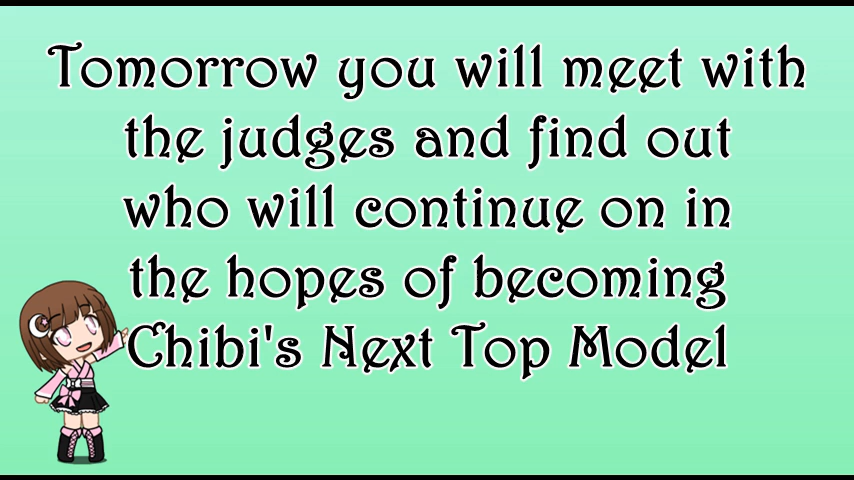 Tomorrow you will meet with
the judges and find out
who will continue on in
the hopes of becoming
Chibi's Next Top Model